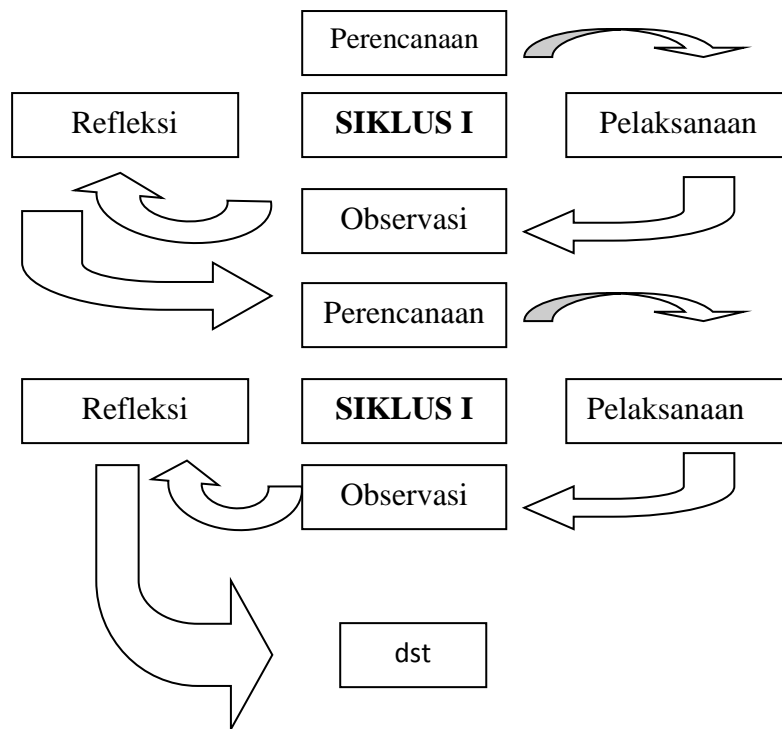 Perencanaan
Refleksi SIKLUS I Pelaksanaan
Observasi
Perencanaan
Refleksi SIKLUS I Pelaksanaan
Observasi
dst